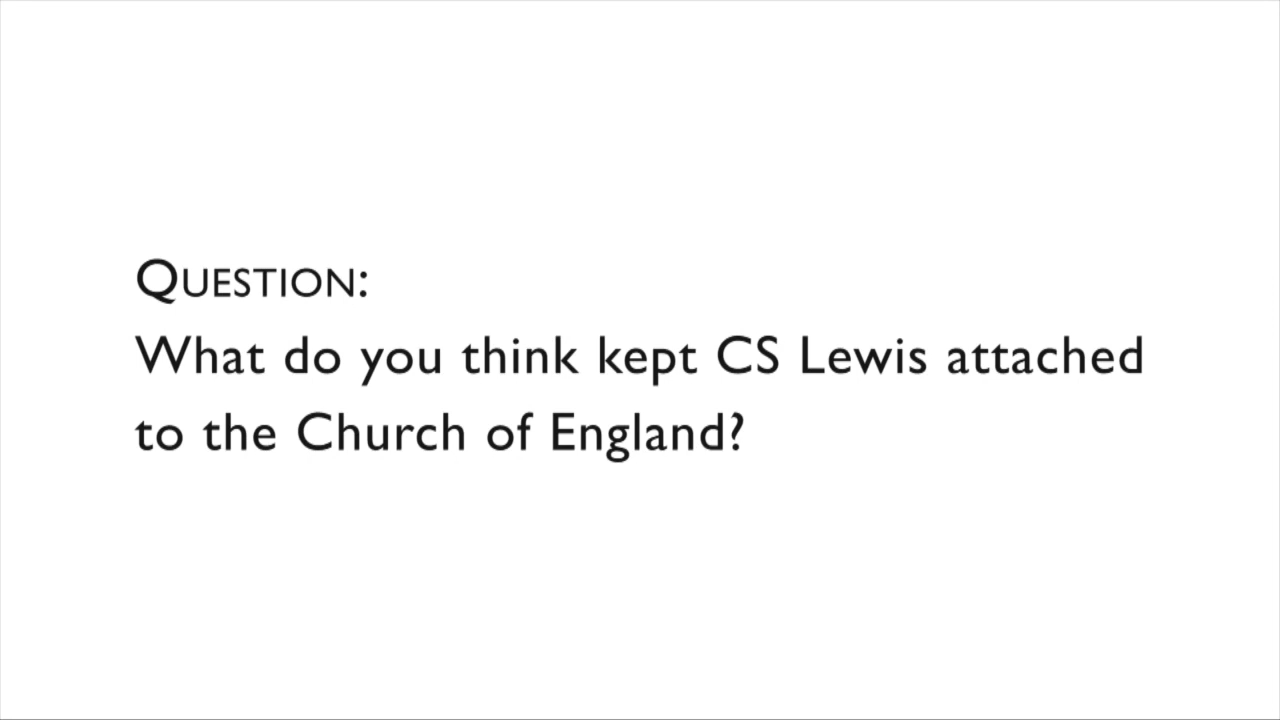 QUESTION:
What do you think kept CS Lewis attached
to the Church of England?